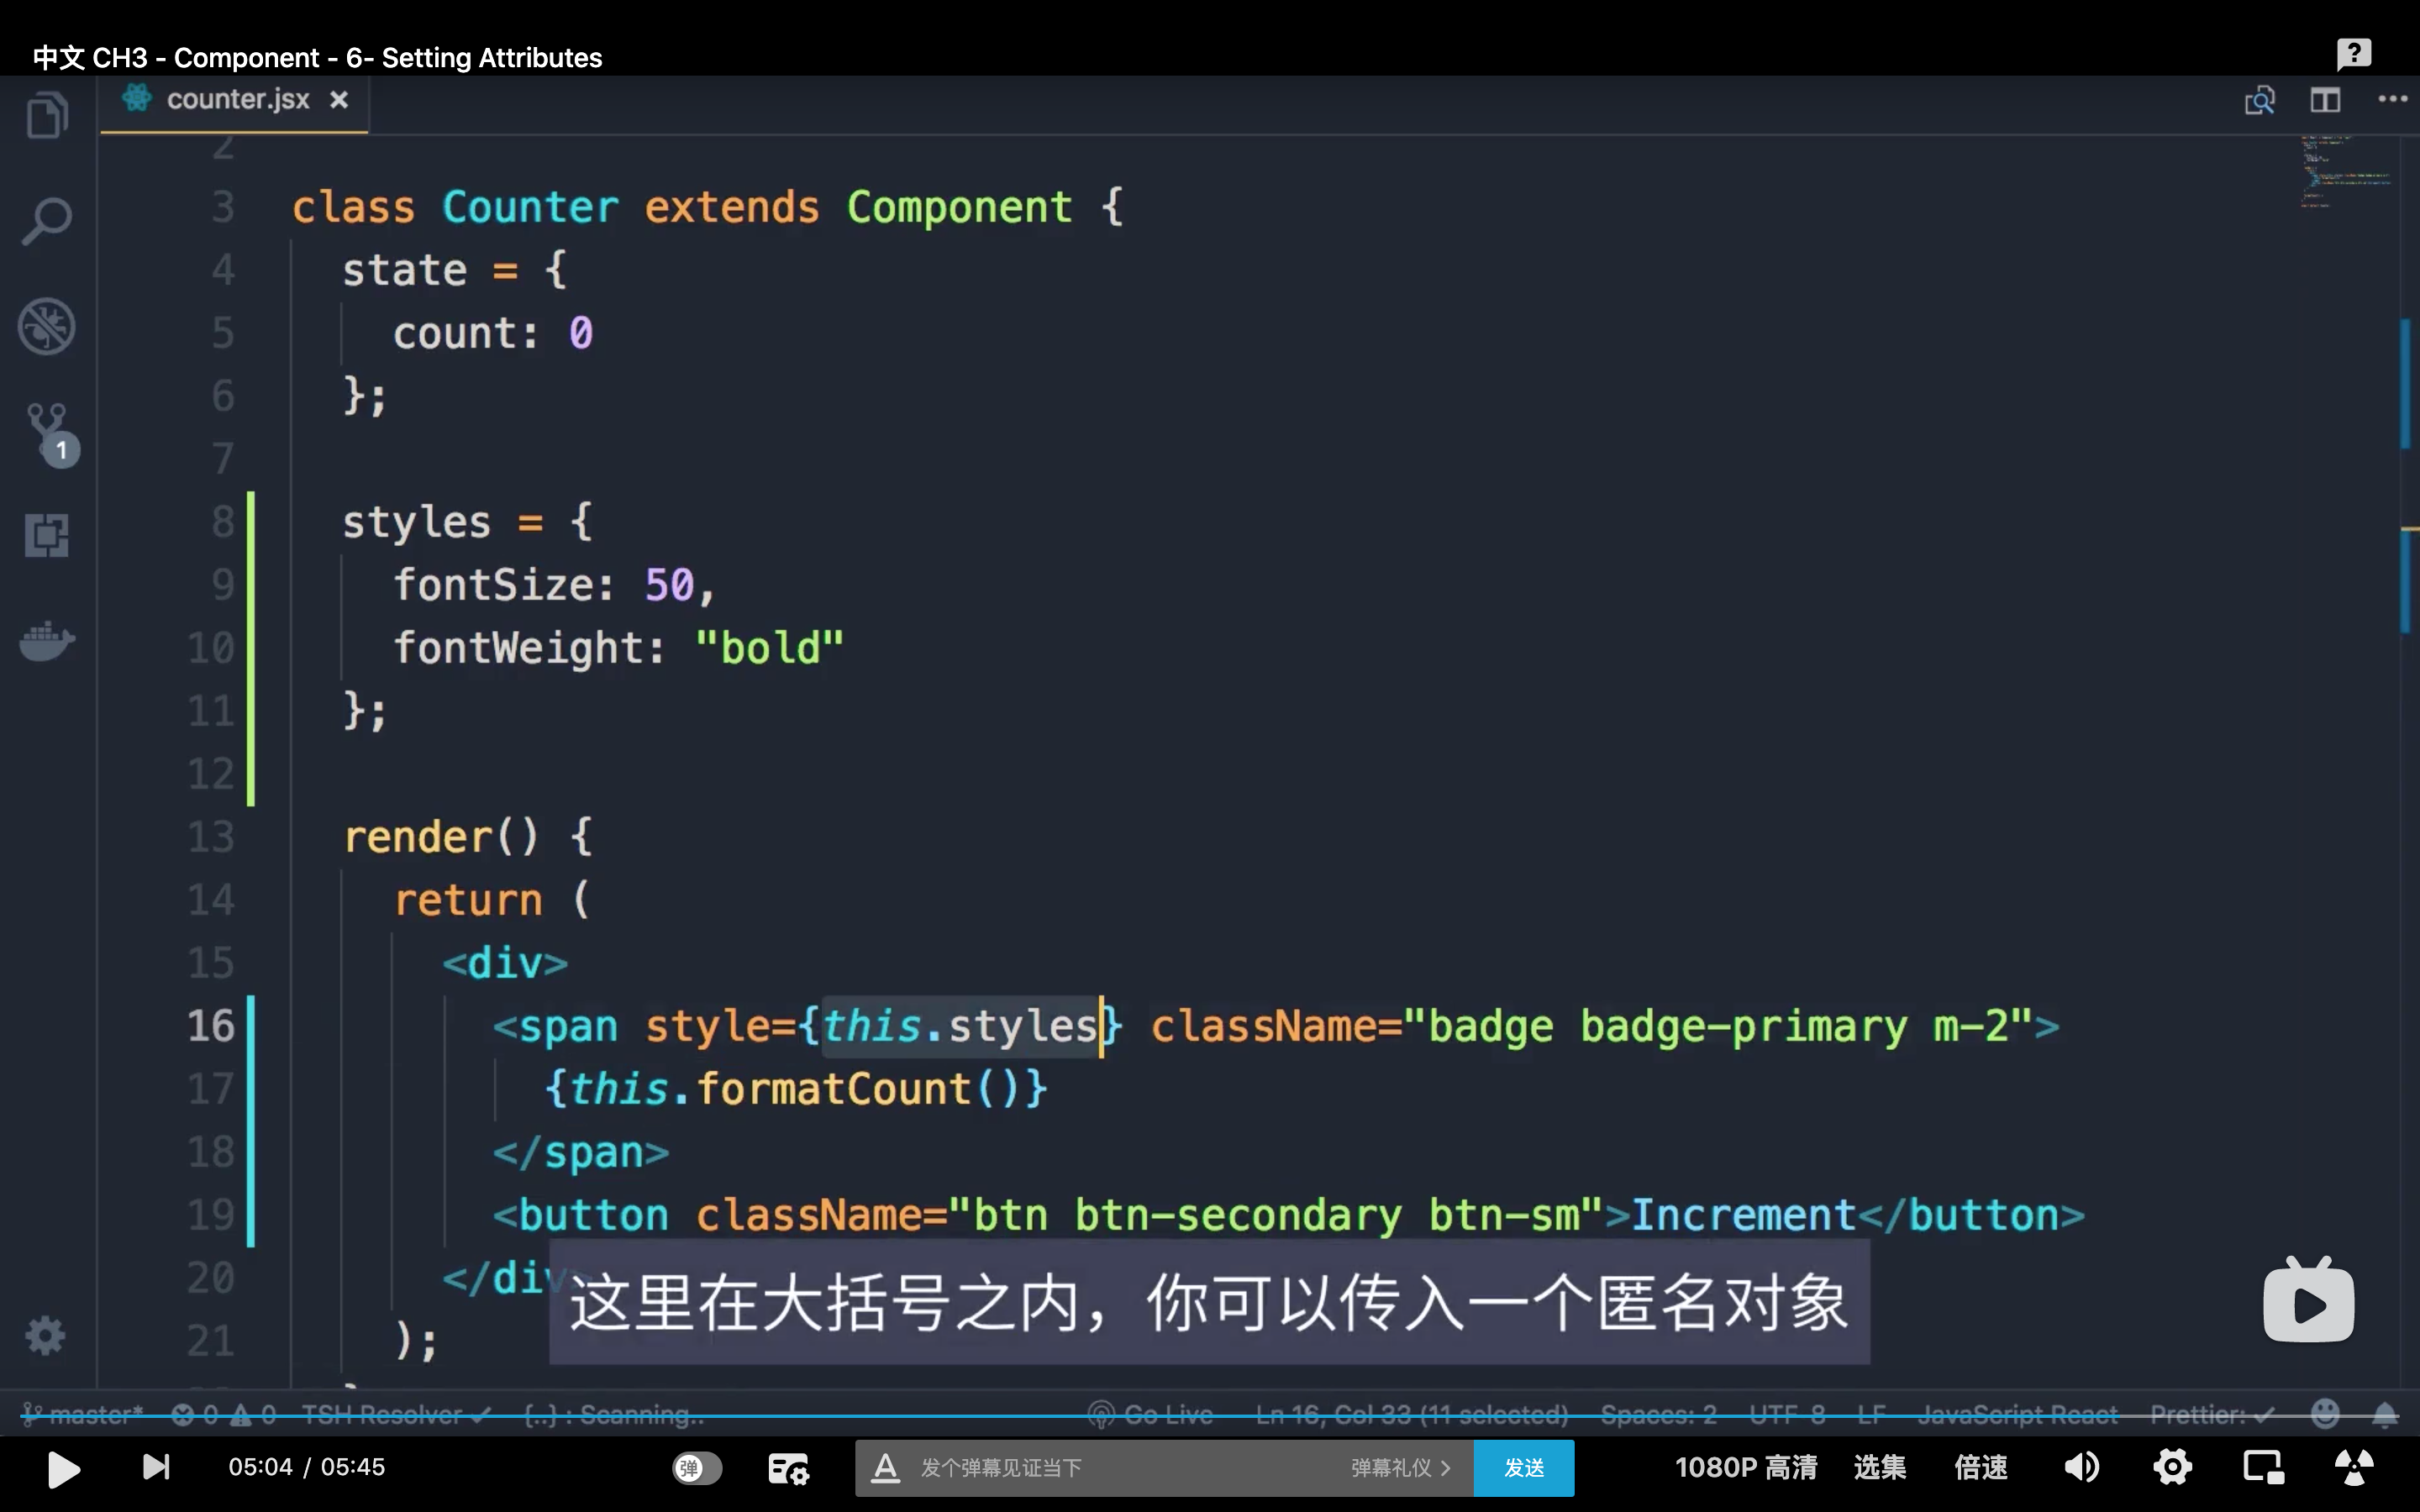 中文 CH3 - Component - 6- Setting Attributes
counter.jsx
2
3 class Counter extends Component {
4 state = {
5 count: 0
6 };
7
8 styles = {
9 fontSize: 50,
10 fontWeight: "bold"
11 };
12
13 render() {
14 return (
15 <div>
16 <span style={this.styles} className="badge badge-primary m-2">
17 {this.formatCount()}
18 </span>
19 <button className="btn btn-secondary btn-sm">Increment</button>
20 </div>
21 );
1
这里在大括号之内，你可以传入一个匿名对象
master* 0 0 TSH Resolver ✓ {..} : Scanning.. Go Live Ln 16, Col 33 (11 selected) Spaces: 2 UTF-8 LF JavaScript React Prettier: ✓
05:04 / 05:45 弹 发个弹幕见证当下 弹幕礼仪 > 发送 1080P 高清 选集 倍速